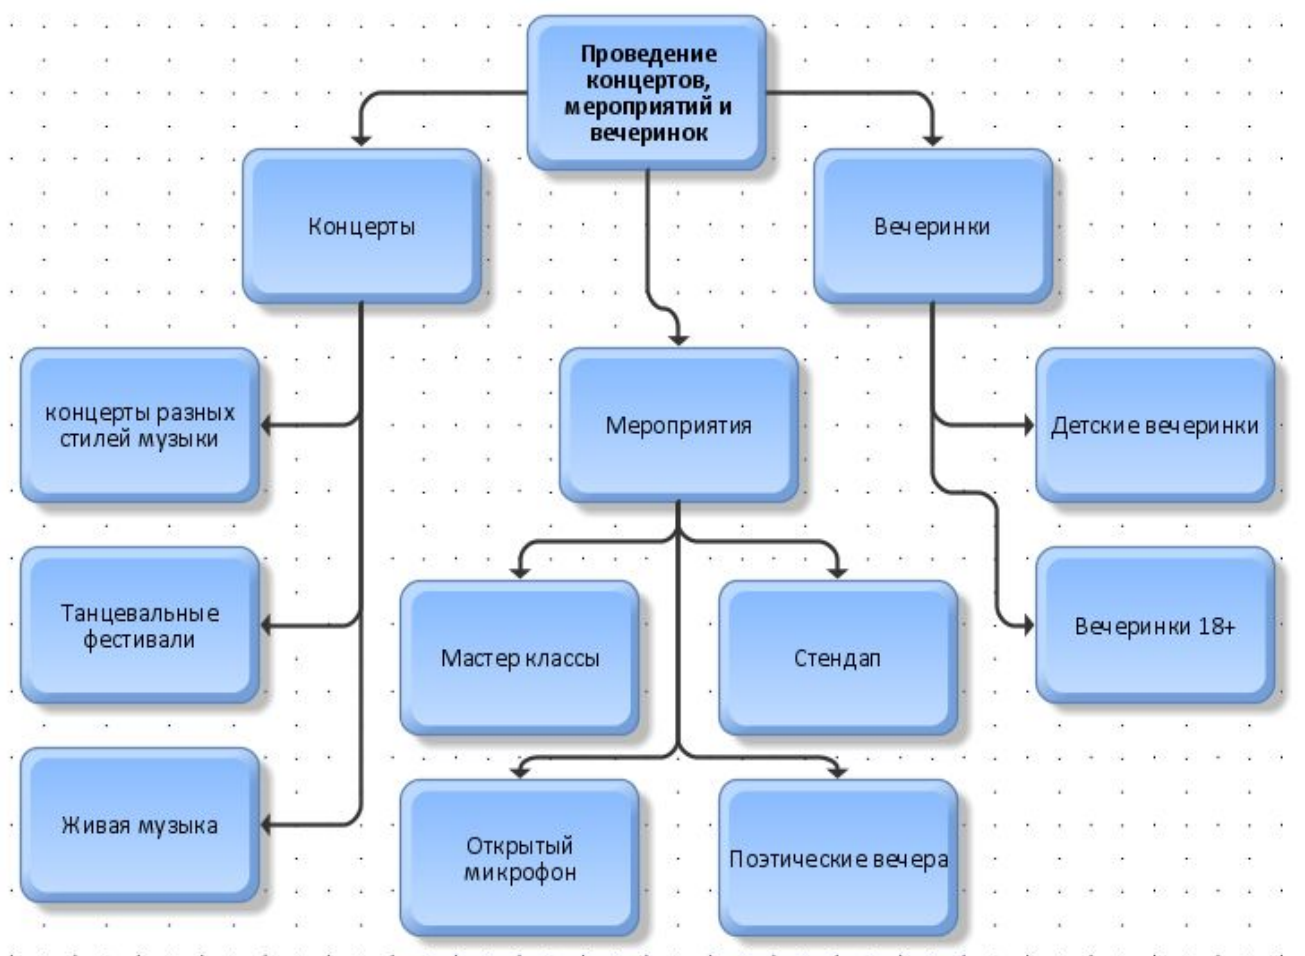 Проведение
концертов,
мероприятий и
вечеринок
Концерты
Вечеринки
концерты разных
стилей музыки
Мероприятия
Детские вечеринки
Танцевальные
фестивали
Мастер классы
Стендап
Вечеринки 18+
Живая музыка
Открытый
микрофон
Поэтические вечера